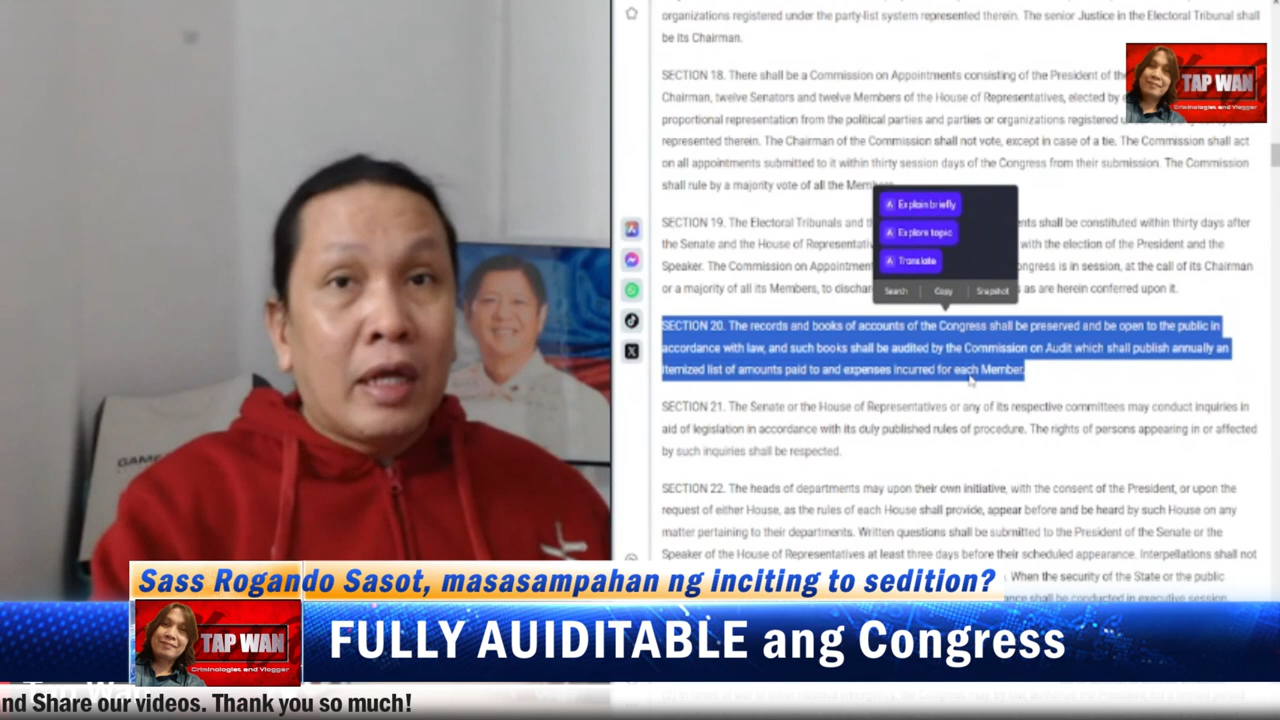 organizations registered under the party-list system represented therein. The senior Justice in the Electoral Tribunal shall
be its Chairman.
SECTION 18. There shall be a Commission on Appointments consisting of the President of the
Chairman, twelve Senators and twelve Members of the House of Representatives, elected by
proportional representation from the political parties and parties or organizations registered
represented therein. The Chairman of the Commission shall not vote, except in case of a tie. The Commission shall act
on all appointments submitted to it within thirty session days of the Congress from their submission. The Commission
shall rule by a majority vote of all the Members.
TAP WAN
Criminologist and Vlogger
Explain briefly
Explore topic
Translate
Search Copy Snapshot
SECTION 19. The Electoral Tribunals and shall be constituted within thirty days after
the Senate and the House of with the election of the President and the
Speaker. The Commission on is in session, at the call of its Chairman
or a majority of all its Members, to as are herein conferred upon it.
SECTION 20. The records and books of accounts of the Congress shall be preserved and be open to the public in
accordance with law, and such books shall be audited by the Commission on Audit which shall publish annually an
itemized list of amounts paid to and expenses incurred for each Member.
SECTION 21. The Senate or the House of Representatives or any of its respective committees may conduct inquiries in
aid of legislation in accordance with its duly published rules of procedure. The rights of persons appearing in or affected
by such inquiries shall be respected.
SECTION 22. The heads of departments may upon their own initiative, with the consent of the President, or upon the
request of either House, as the rules of each House shall provide, appear before and be heard by such House on any
matter pertaining to their departments. Written questions shall be submitted to the President of the Senate or the
Speaker of the House of Representatives at least three days before their scheduled appearance. Interpellations shall not
When the security of the State or the public
shall be conducted in executive session.
GAME
Sass Rogando Sasot, masasampahan ng inciting to sedition?
TAP WAN
Criminologist and Vlogger
FULLY AUIDITABLE ang Congress
nd Share our videos. Thank you so much!